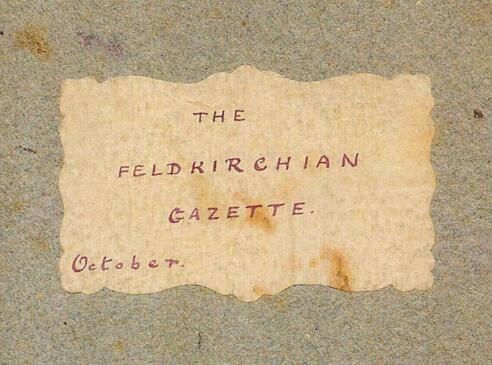 THE
FELDKIRCHIAN
GAZETTE.
October.